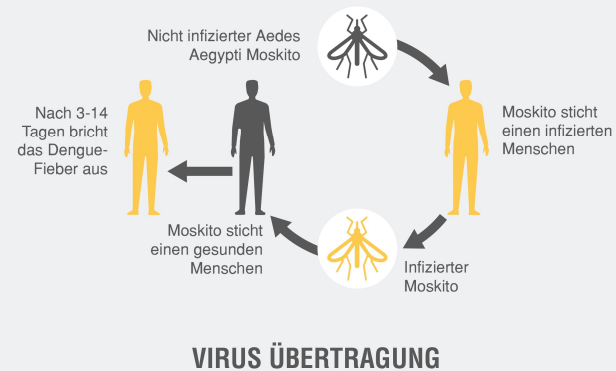 Nicht infizierter Aedes
Aegypti Moskito
Moskito sticht
einen infizierten
Menschen
Infizierter
Moskito
Moskito sticht
einen gesunden
Menschen
Nach 3-14
Tagen bricht
das Dengue-
Fieber aus
VIRUS ÜBERTRAGUNG